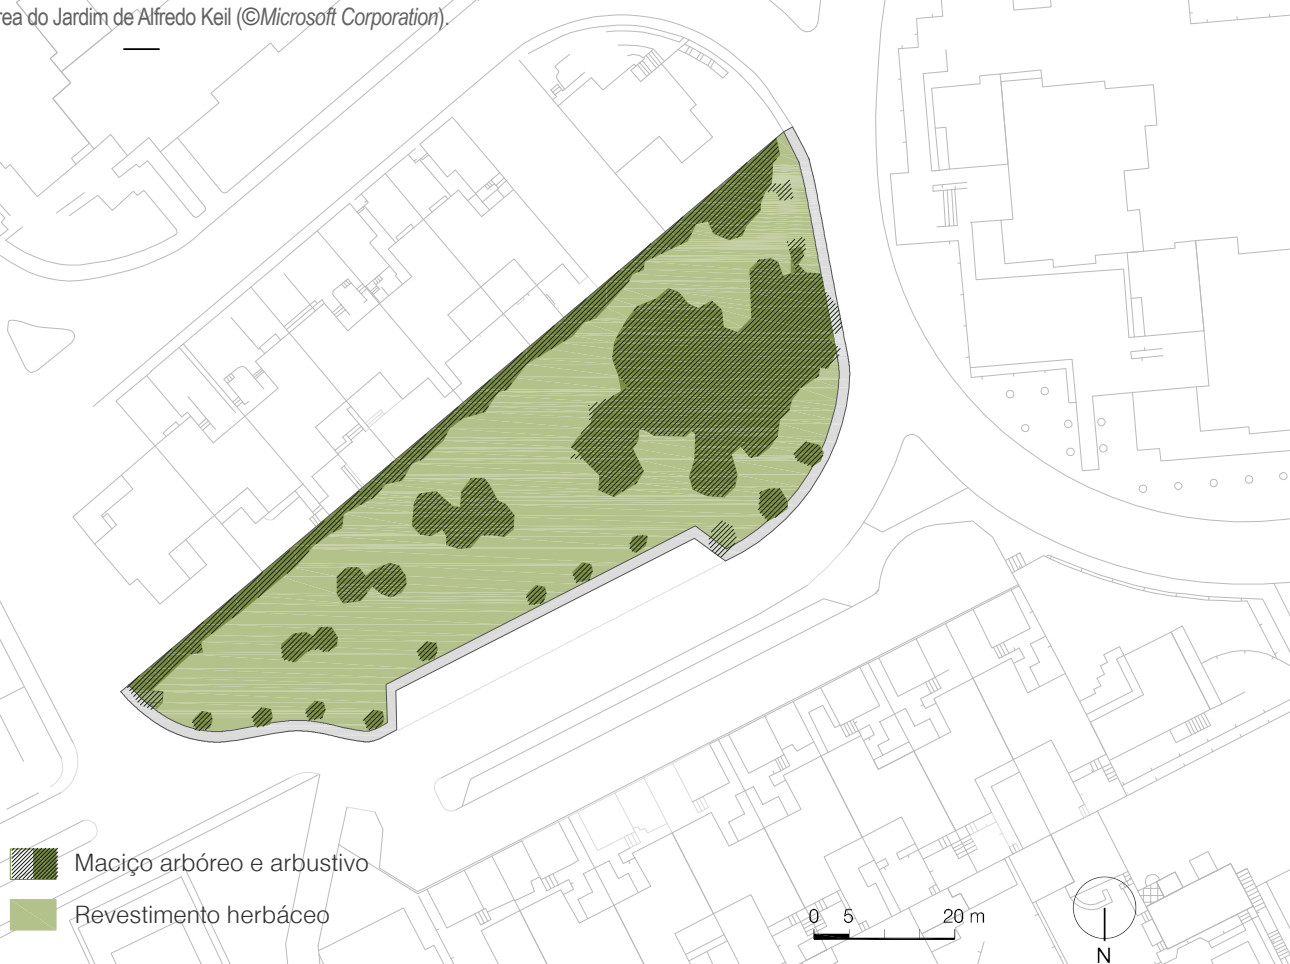 rea do Jardim de Alfredo Keil (©Microsoft Corporation).
Maciço arbóreo e arbustivo
Revestimento herbáceo
0 5 20 m
N